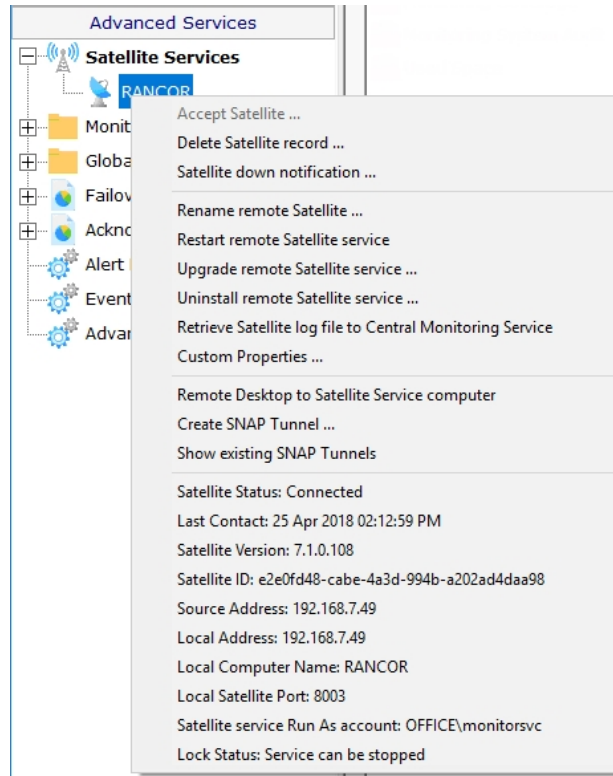 Advanced Services
Satellite Services
RANCOR
Accept Satellite ...
Delete Satellite record ...
Satellite down notification ...
Rename remote Satellite ...
Restart remote Satellite service
Upgrade remote Satellite service ...
Uninstall remote Satellite service ...
Retrieve Satellite log file to Central Monitoring Service
Custom Properties ...
Remote Desktop to Satellite Service computer
Create SNAP Tunnel ...
Show existing SNAP Tunnels
Satellite Status: Connected
Last Contact: 25 Apr 2018 02:12:59 PM
Satellite Version: 7.1.0.108
Satellite ID: e2e0fd48-cabe-4a3d-994b-a202ad4daa98
Source Address: 192.168.7.49
Local Address: 192.168.7.49
Local Computer Name: RANCOR
Local Satellite Port: 8003
Satellite service Run As account: OFFICE\monitorsvc
Lock Status: Service can be stopped
Monit
Globa
Failov
Ackno
Alert
Event
Advar